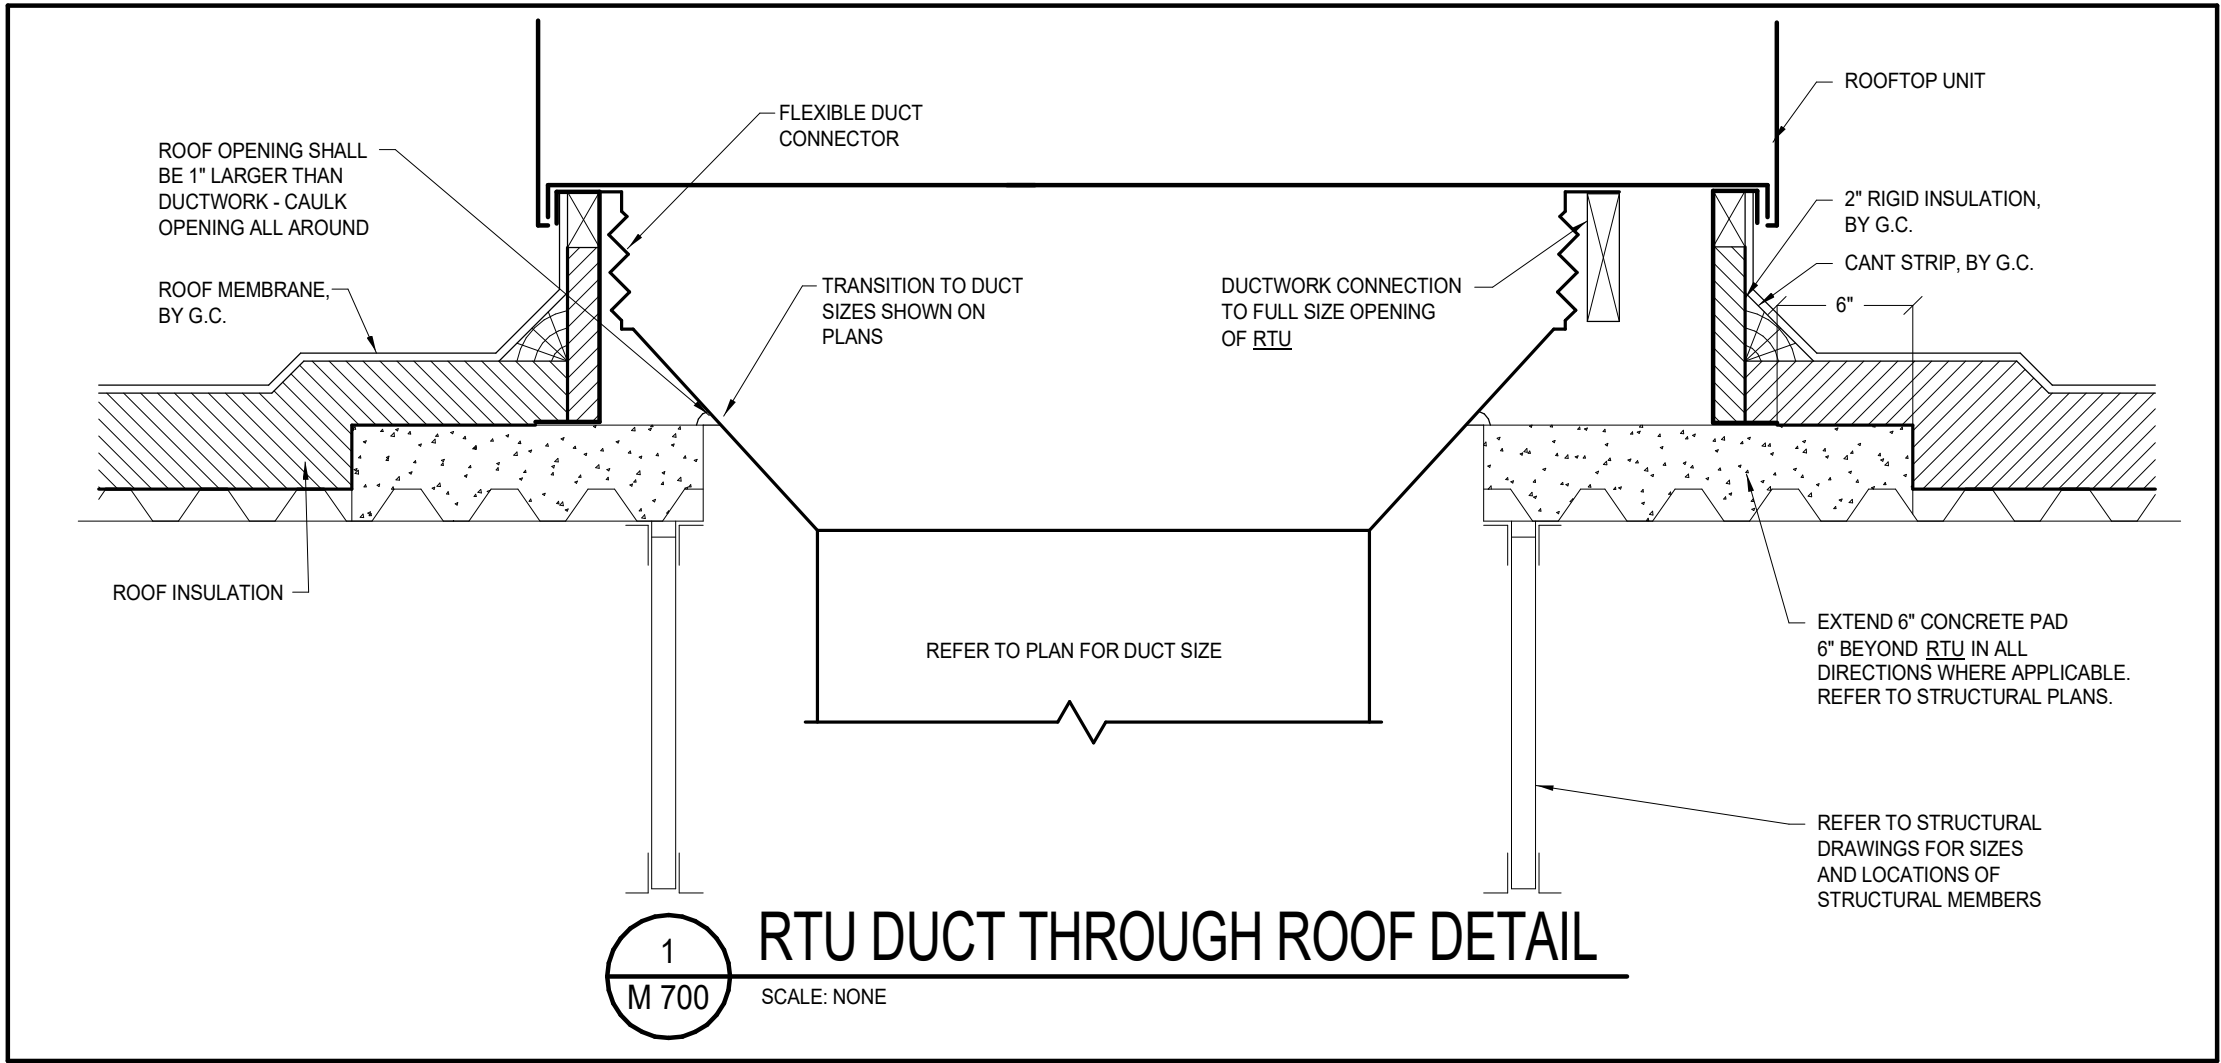 ROOFTOP UNIT
FLEXIBLE DUCT
CONNECTOR
ROOF OPENING SHALL
BE 1" LARGER THAN
DUCTWORK - CAULK
OPENING ALL AROUND
2" RIGID INSULATION,
BY G.C.
CANT STRIP, BY G.C.
6"
ROOF MEMBRANE,
BY G.C.
TRANSITION TO DUCT
SIZES SHOWN ON
PLANS
DUCTWORK CONNECTION
TO FULL SIZE OPENING
OF RTU
ROOF INSULATION
REFER TO PLAN FOR DUCT SIZE
EXTEND 6" CONCRETE PAD
6" BEYOND RTU IN ALL
DIRECTIONS WHERE APPLICABLE.
REFER TO STRUCTURAL PLANS.
REFER TO STRUCTURAL
DRAWINGS FOR SIZES
AND LOCATIONS OF
STRUCTURAL MEMBERS
1
M 700
RTU DUCT THROUGH ROOF DETAIL
SCALE: NONE